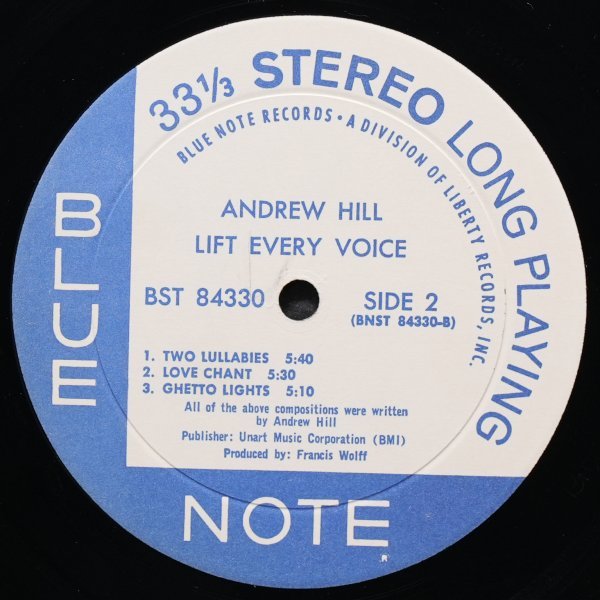 33 1/3 STEREO LONG PLAYING
BLUE NOTE RECORDS • A DIVISION OF LIBERTY RECORDS, INC.
ANDREW HILL
LIFT EVERY VOICE
BST 84330 SIDE 2
(BNST 84330-B)
1. TWO LULLABIES 5:40
2. LOVE CHANT 5:30
3. GHETTO LIGHTS 5:10
All of the above compositions were written
by Andrew Hill
Publisher: Unart Music Corporation (BMI)
Produced by: Francis Wolff
BLUE
NOTE
®